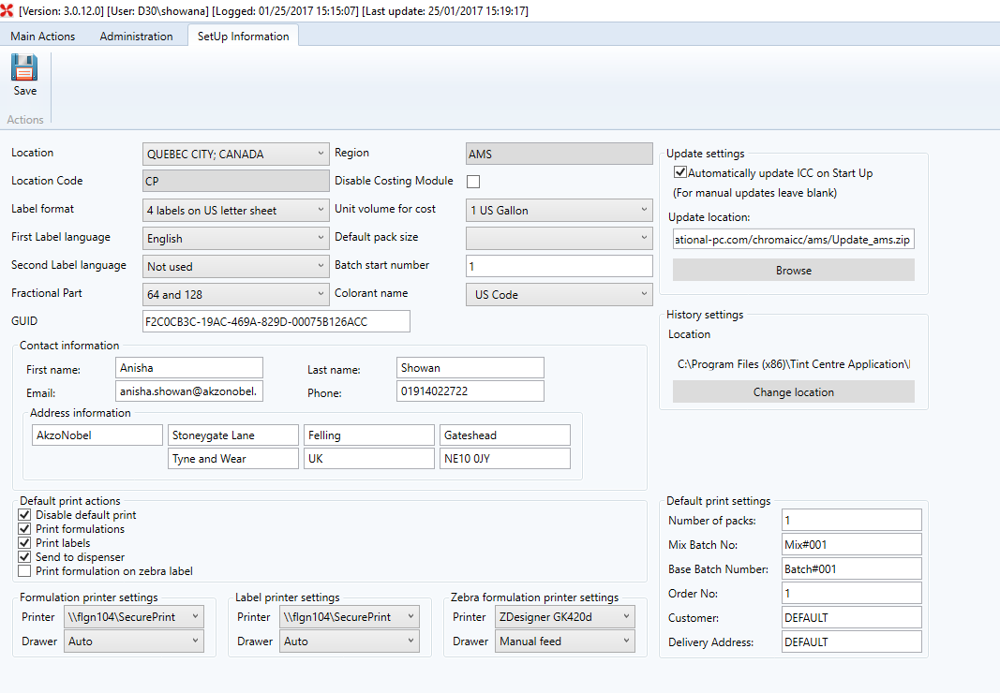 [Version: 3.0.12.0] [User: D30\showana] [Logged: 01/25/2017 15:15:07] [Last update: 25/01/2017 15:19:17]
Main Actions Administration SetUp Information
Save
Actions
Location QUEBEC CITY; CANADA Region AMS
Location Code CP Disable Costing Module
Label format 4 labels on US letter sheet Unit volume for cost 1 US Gallon
First Label language English Default pack size
Second Label language Not used Batch start number 1
Fractional Part 64 and 128 Colorant name US Code
GUID F2C0CB3C-19AC-469A-829D-00075B126ACC
Update settings
Automatically update ICC on Start Up
(For manual updates leave blank)
Update location:
ational-pc.com/chromaicc/ams/Update_ams.zip
Browse
History settings
Location
C:\Program Files (x86)\Tint Centre Application\
Change location
Contact information
First name: Anisha Last name: Showan
Email: anisha.showan@akzonobel. Phone: 01914022722
Address information
AkzoNobel Stoneygate Lane Felling Gateshead
Tyne and Wear UK NE10 0JY
Default print actions
Disable default print
Print formulations
Print labels
Send to dispenser
Print formulation on zebra label
Default print settings
Number of packs: 1
Mix Batch No: Mix#001
Base Batch Number: Batch#001
Order No: 1
Customer: DEFAULT
Delivery Address: DEFAULT
Formulation printer settings
Printer \\flgn104\SecurePrint
Drawer Auto
Label printer settings
Printer \\flgn104\SecurePrint
Drawer Auto
Zebra formulation printer settings
Printer ZDesigner GK420d
Drawer Manual feed